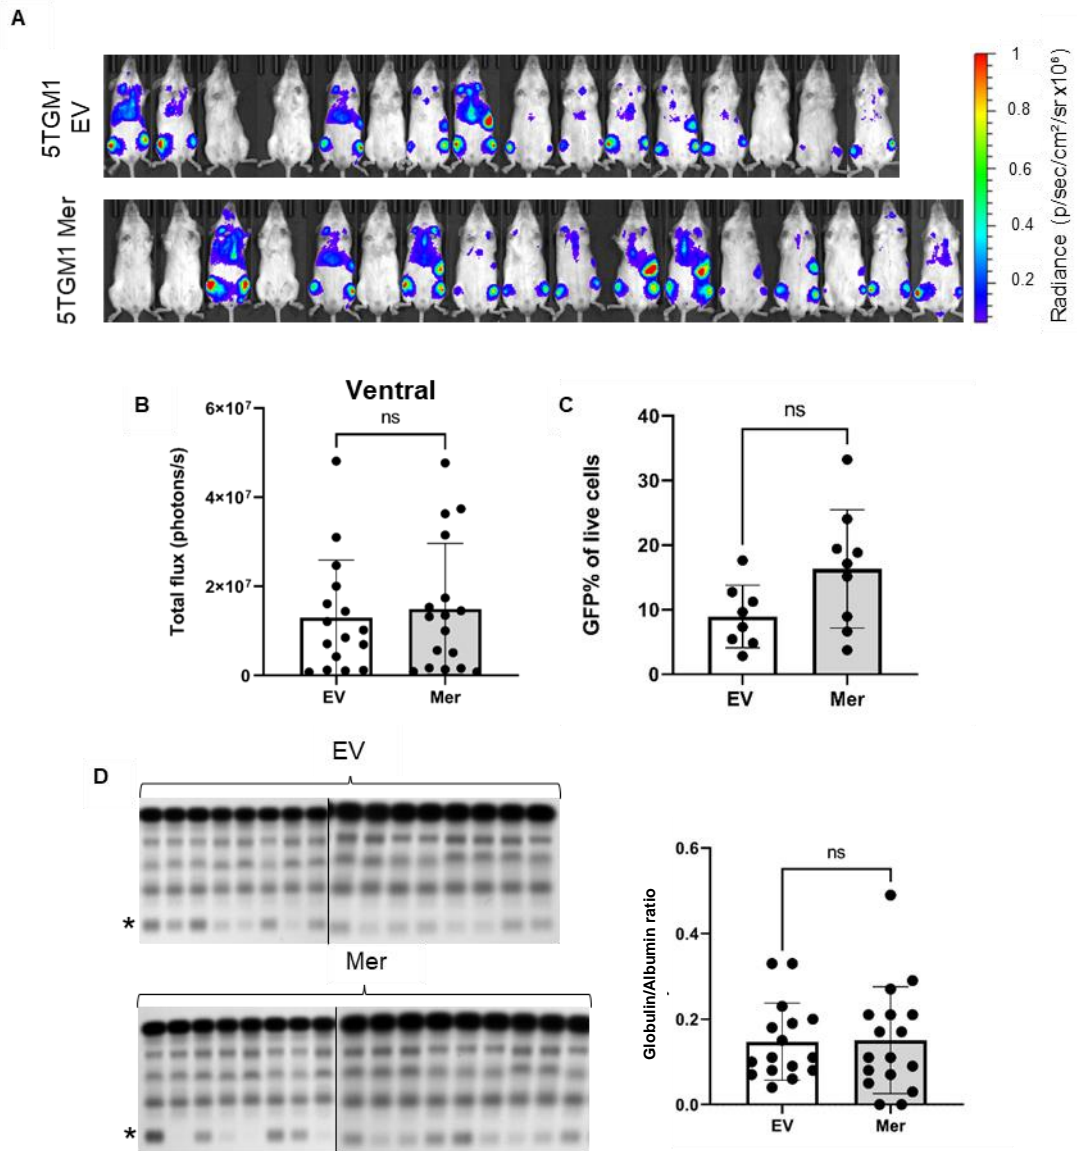 A
5TGM1
EV
5TGM1 Mer
1
0.8
0.6
0.4
0.2
Radiance (p/sec/cm²/sr x10⁶)
B
Ventral
ns
6×10⁷
4×10⁷
2×10⁷
0
Total flux (photons/s)
EV
Mer
C
ns
40
30
20
10
0
GFP% of live cells
EV
Mer
D
EV
*
Mer
*
ns
0.6
0.4
0.2
0.0
Globulin/Albumin ratio
EV
Mer